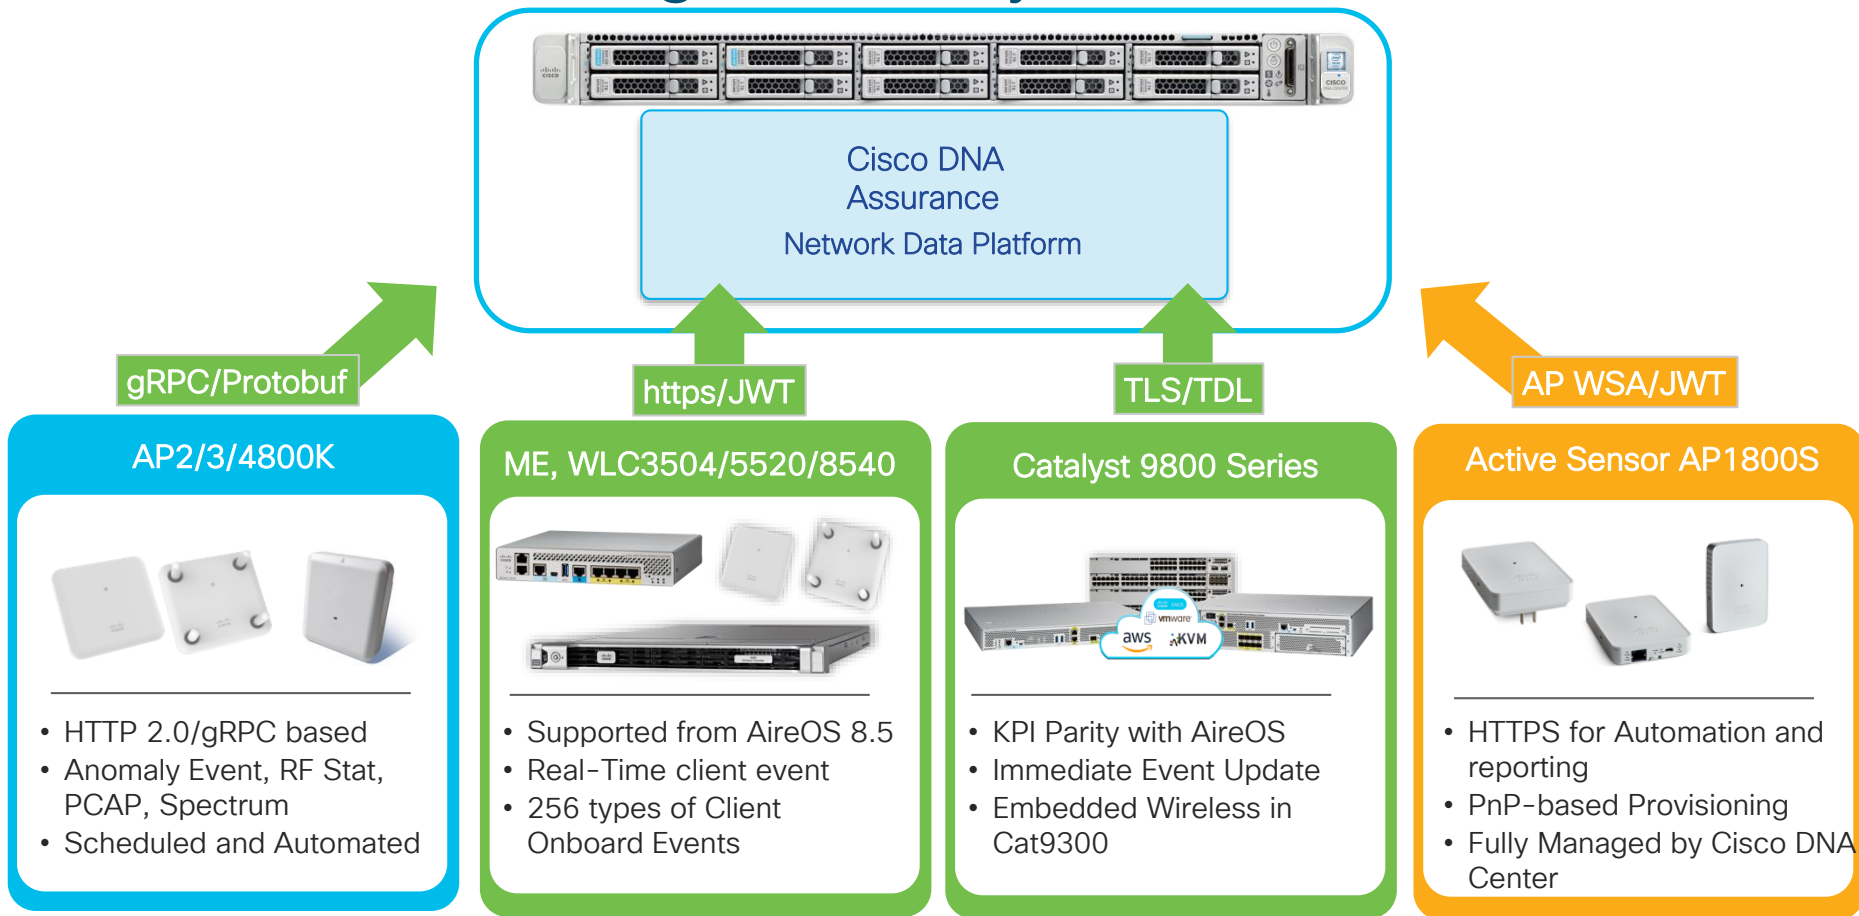 Cisco DNA
Assurance
Network Data Platform
gRPC/Protobuf
https/JWT
TLS/TDL
AP WSA/JWT
AP2/3/4800K
• HTTP 2.0/gRPC based
• Anomaly Event, RF Stat,
PCAP, Spectrum
• Scheduled and Automated
ME, WLC3504/5520/8540
• Supported from AireOS 8.5
• Real-Time client event
• 256 types of Client
Onboard Events
Catalyst 9800 Series
vmware
aws
KVM
• KPI Parity with AireOS
• Immediate Event Update
• Embedded Wireless in
Cat9300
Active Sensor AP1800S
• HTTPS for Automation and
reporting
• PnP-based Provisioning
• Fully Managed by Cisco DNA
Center